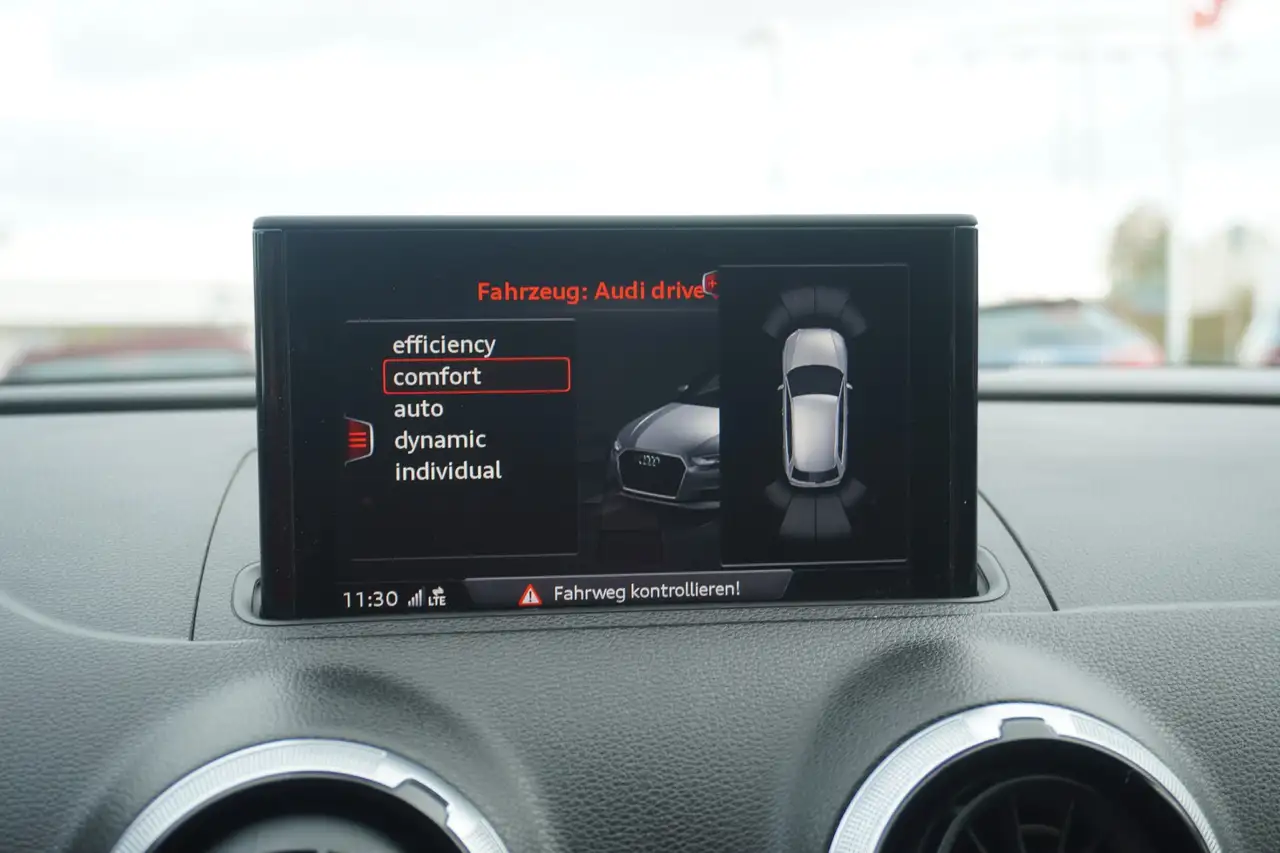 Fahrzeug: Audi drive
efficiency
comfort
auto
dynamic
individual
11:30 LTE
Fahrweg kontrollieren!